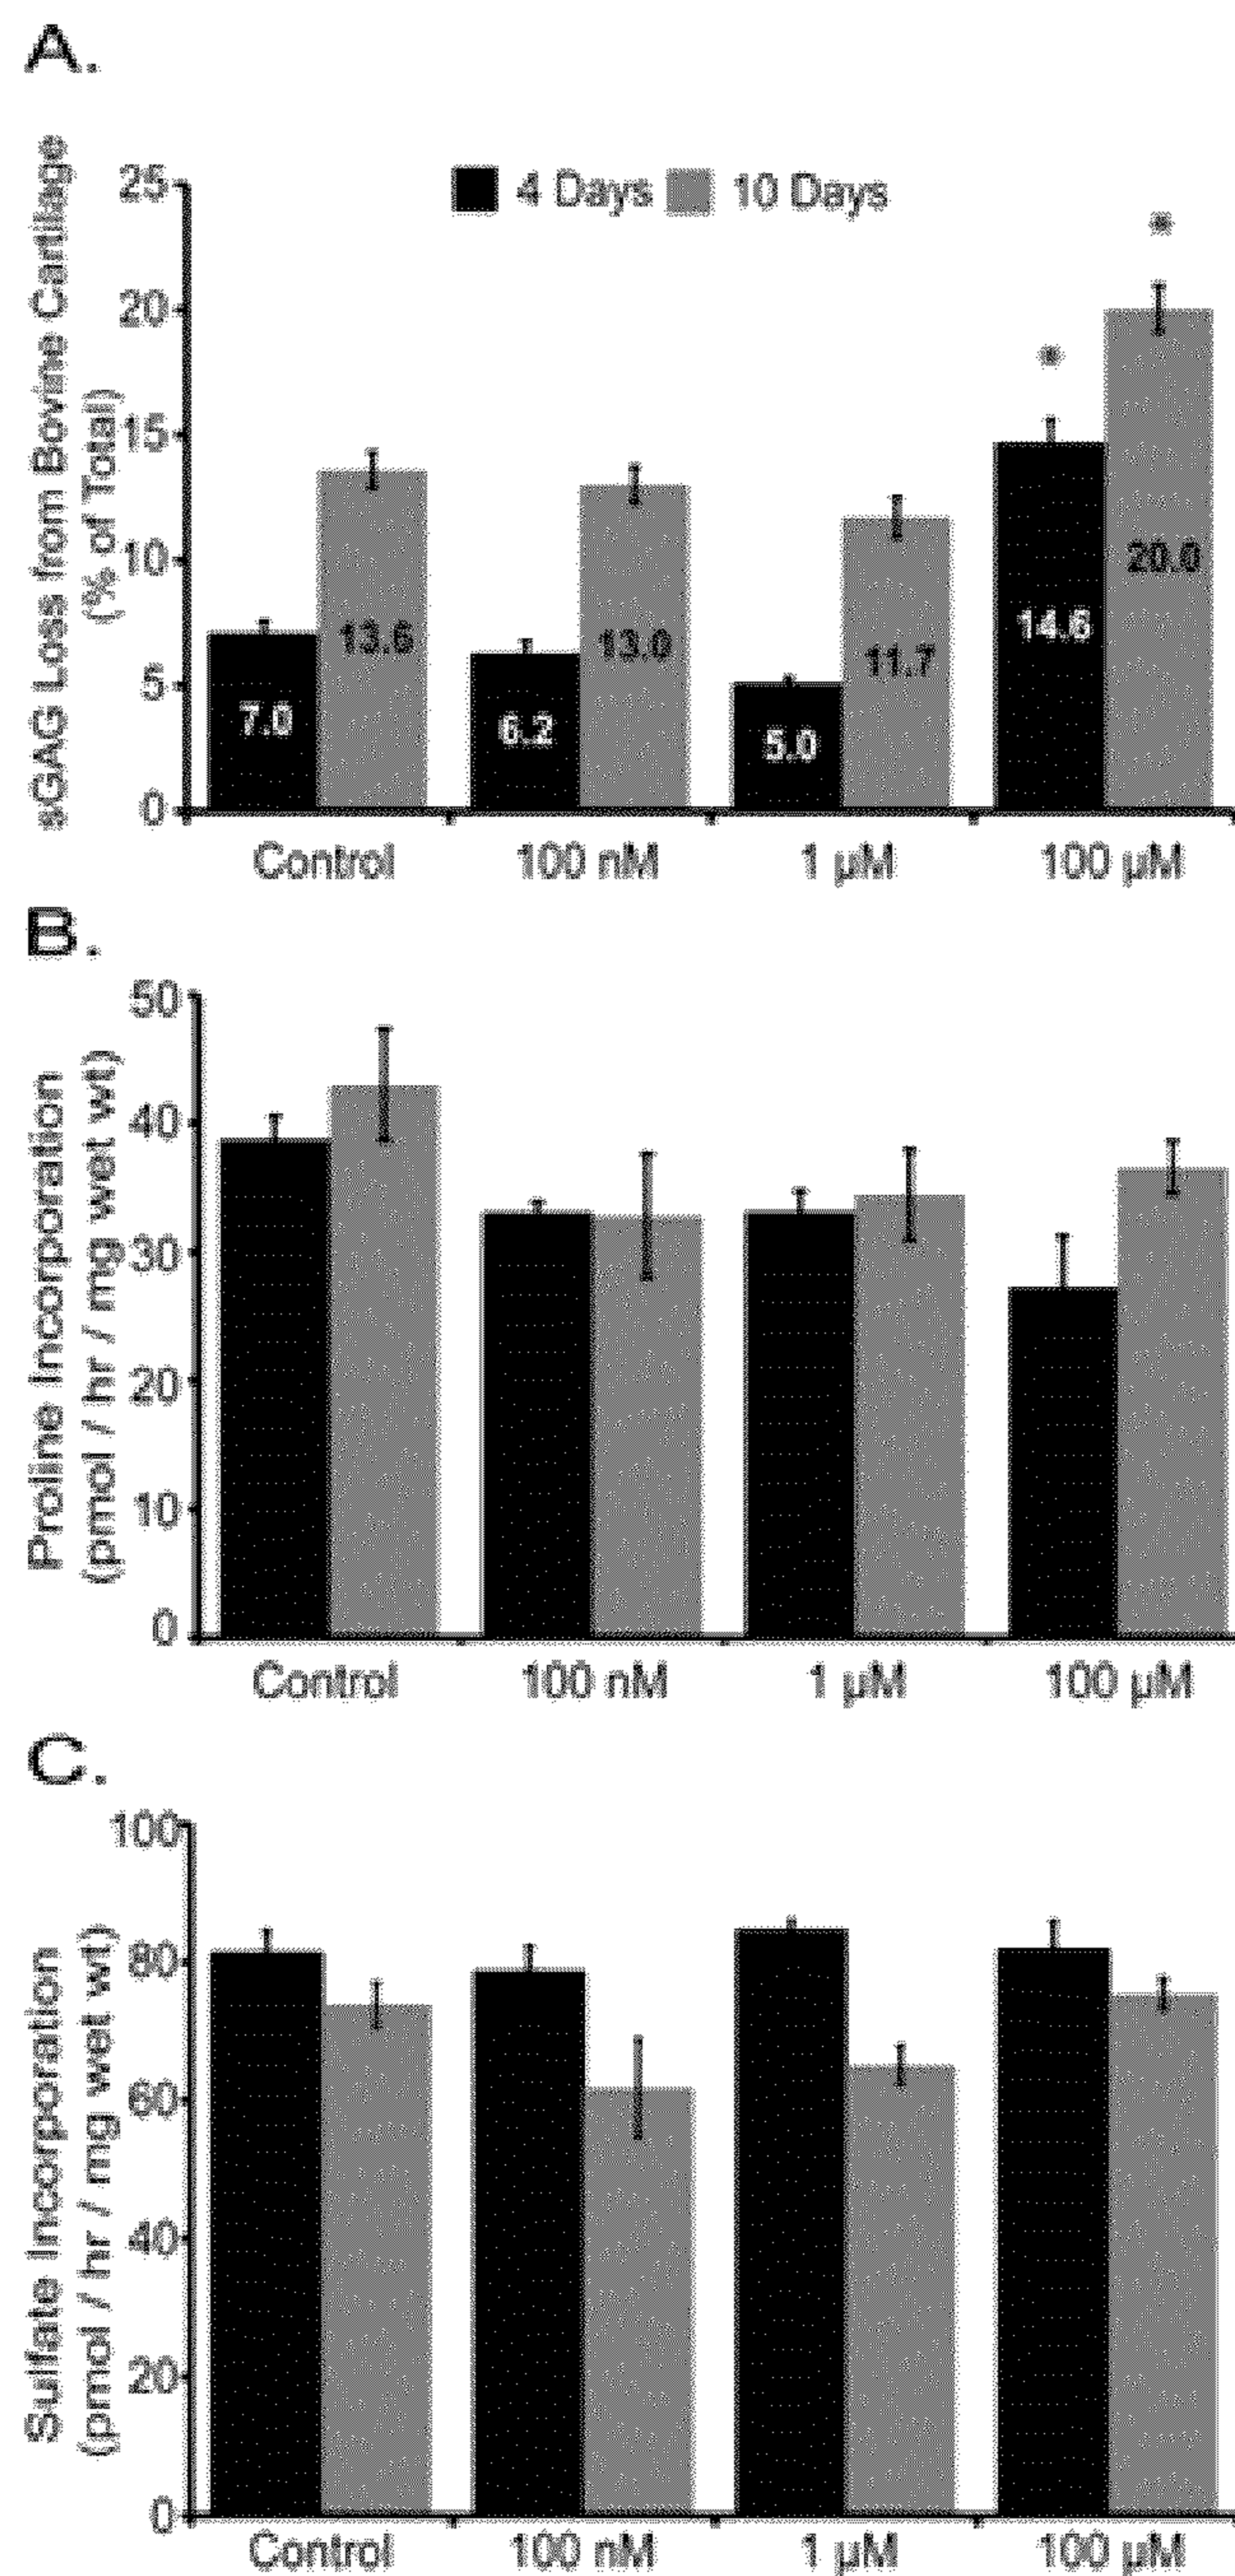 A.
sGAG Loss from Bovine Cartilage
(% of Total)
25
20
15
10
5
0
4 Days
10 Days
*
*
7.0
13.6
6.2
13.0
5.0
11.7
14.6
20.0
Control
100 nM
1 µM
100 µM
B.
Proline Incorporation
(pmol / hr / mg wet wt)
50
40
30
20
10
0
Control
100 nM
1 µM
100 µM
C.
Sulfate Incorporation
(pmol / hr / mg wet wt)
100
80
60
40
20
0
Control
100 nM
1 µM
100 µM